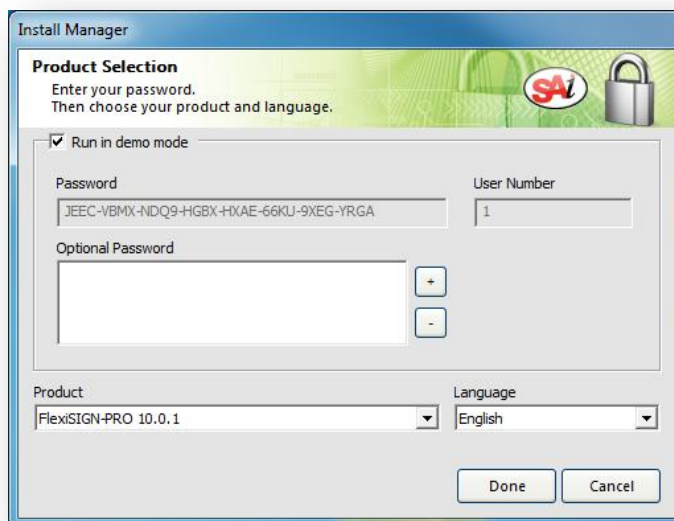 Install Manager
Product Selection
Enter your password.
Then choose your product and language.
SAi
Run in demo mode
Password
User Number
JEEC-VBMX-NDQ9-HGBX-HXAE-66KU-9XEG-YRGA
1
Optional Password
+
-
Product
Language
FlexiSIGN-PRO 10.0.1
English
Done
Cancel